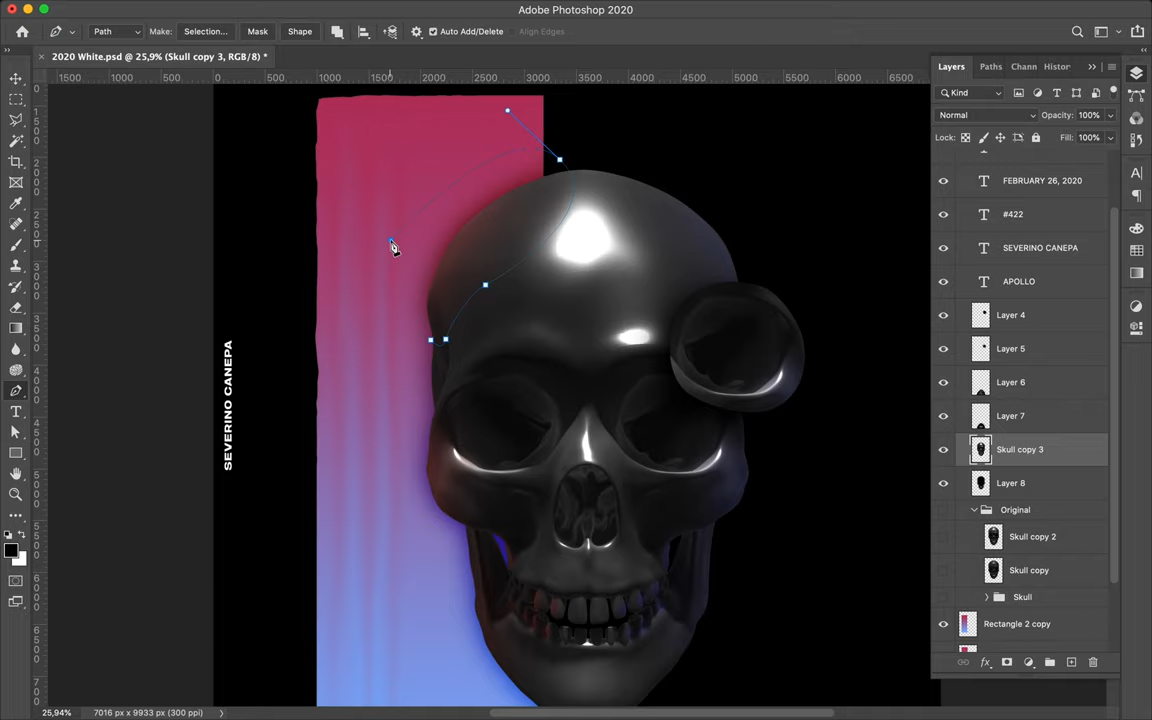 Adobe Photoshop 2020
Path Make: Selection... Mask Shape Auto Add/Delete Align Edges
2020 White.psd @ 25,9% (Skull copy 3, RGB/8) *
1500 1000 500 0 500 1000 1500 2000 2500 3000 3500 4000 4500 5000 5500 6000 6500
Layers Paths Chann Histor
Kind
Normal Opacity: 100%
Lock: Fill: 100%
FEBRUARY 26, 2020
#422
SEVERINO CANEPA
APOLLO
Layer 4
Layer 5
Layer 6
Layer 7
Skull copy 3
Layer 8
Original
Skull copy 2
Skull copy
Skull
Rectangle 2 copy
SEVERINO CANEPA
25,94% 7016 px x 9933 px (300 ppi)